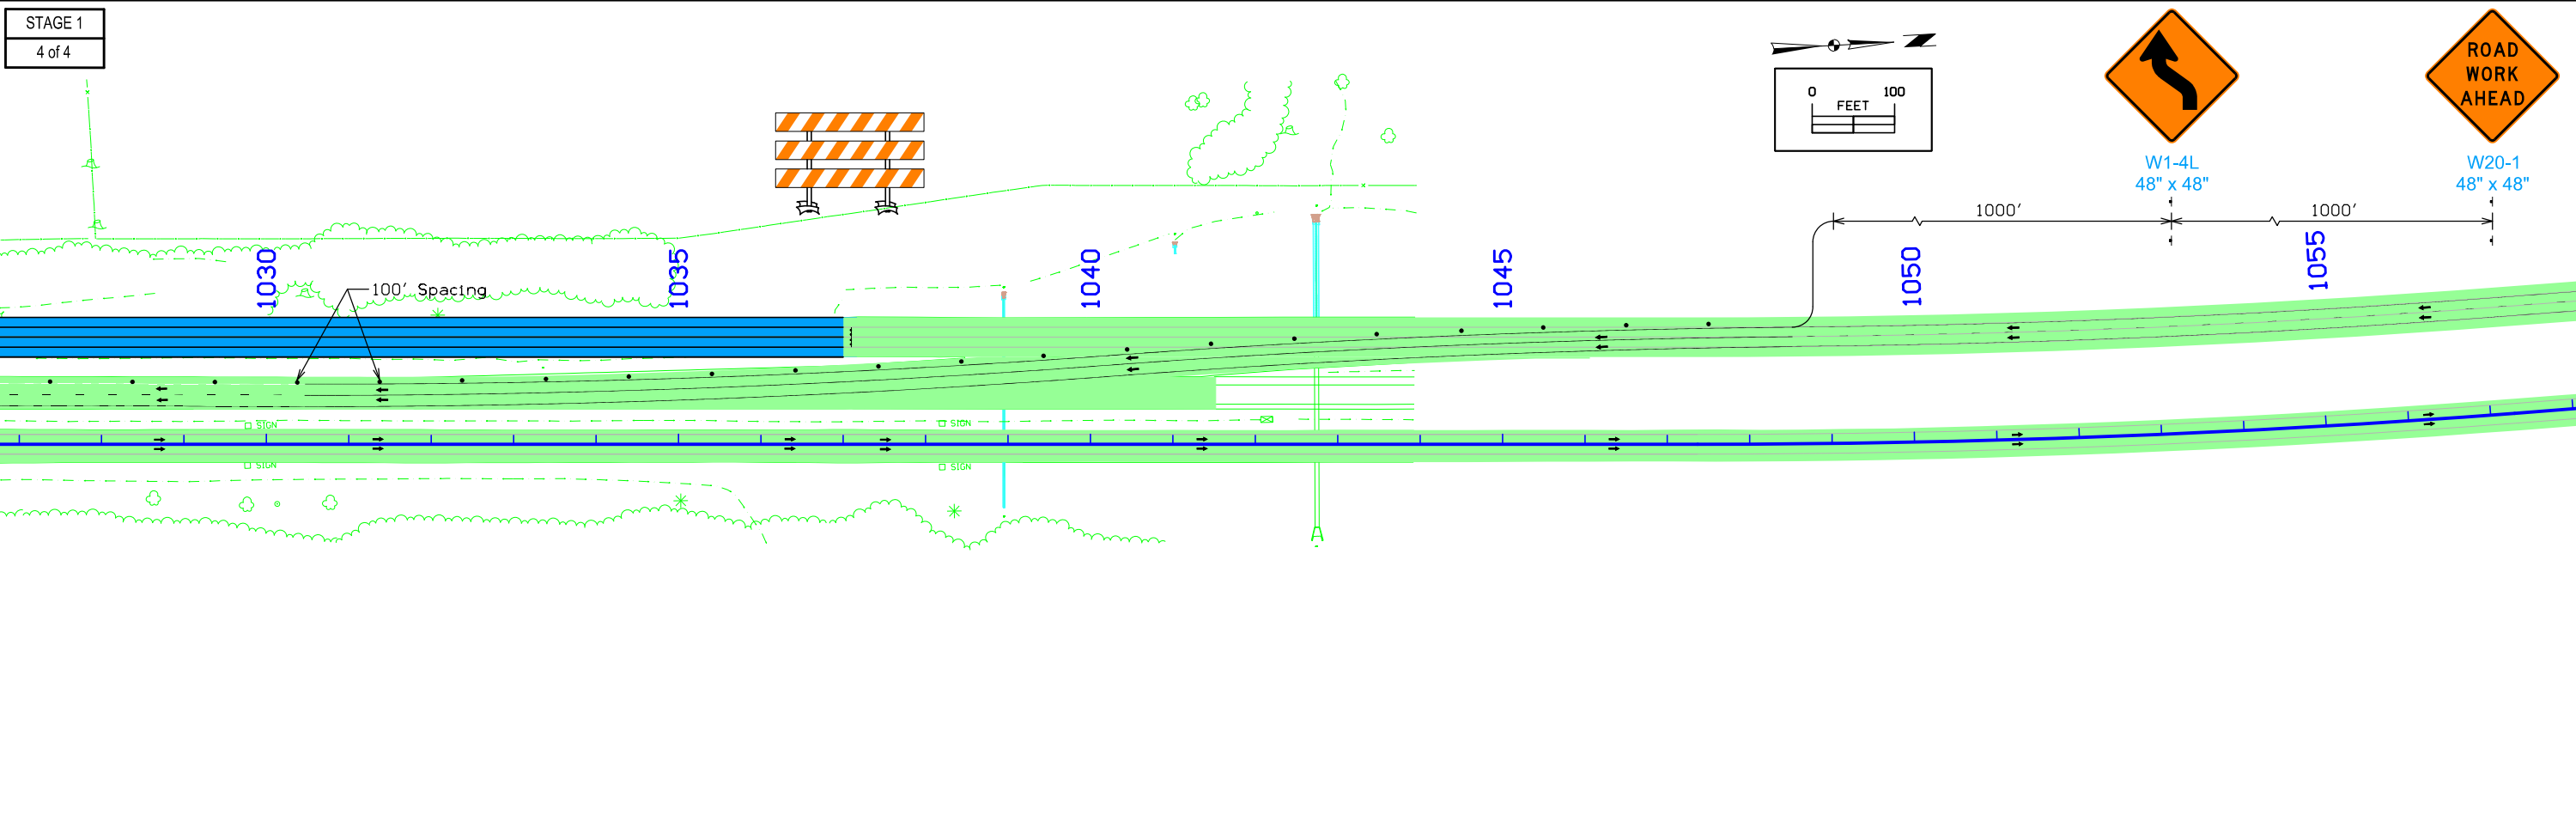 STAGE 1
4 of 4
0 100
FEET
ROAD
WORK
AHEAD
W1-4L
48" x 48"
W20-1
48" x 48"
1000'
1000'
1030
1035
1040
1045
1050
1055
100' Spacing
SIGN
SIGN
SIGN
SIGN